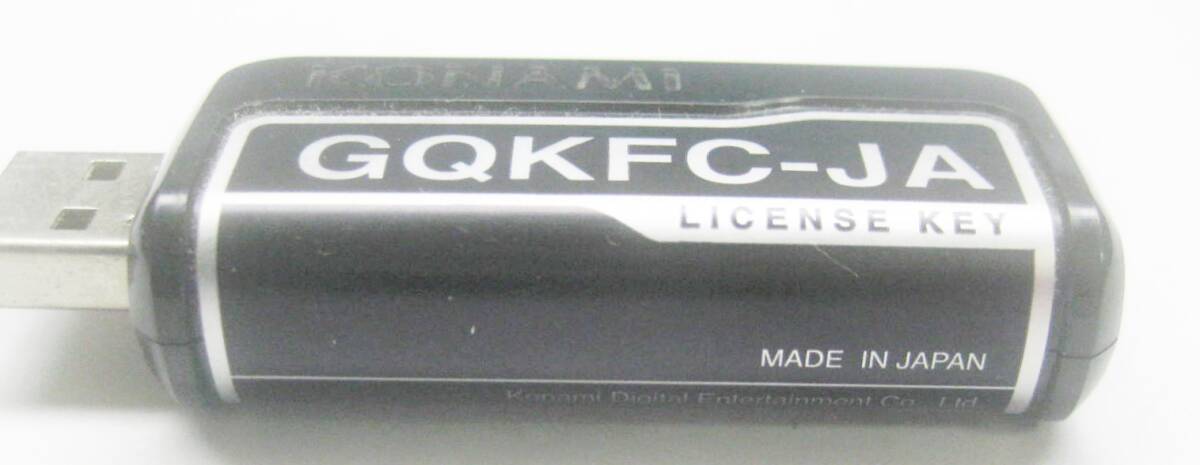 KONAMI
GQKFC-JA
LICENSE KEY
MADE IN JAPAN
Konami Digital Entertainment Co., Ltd.